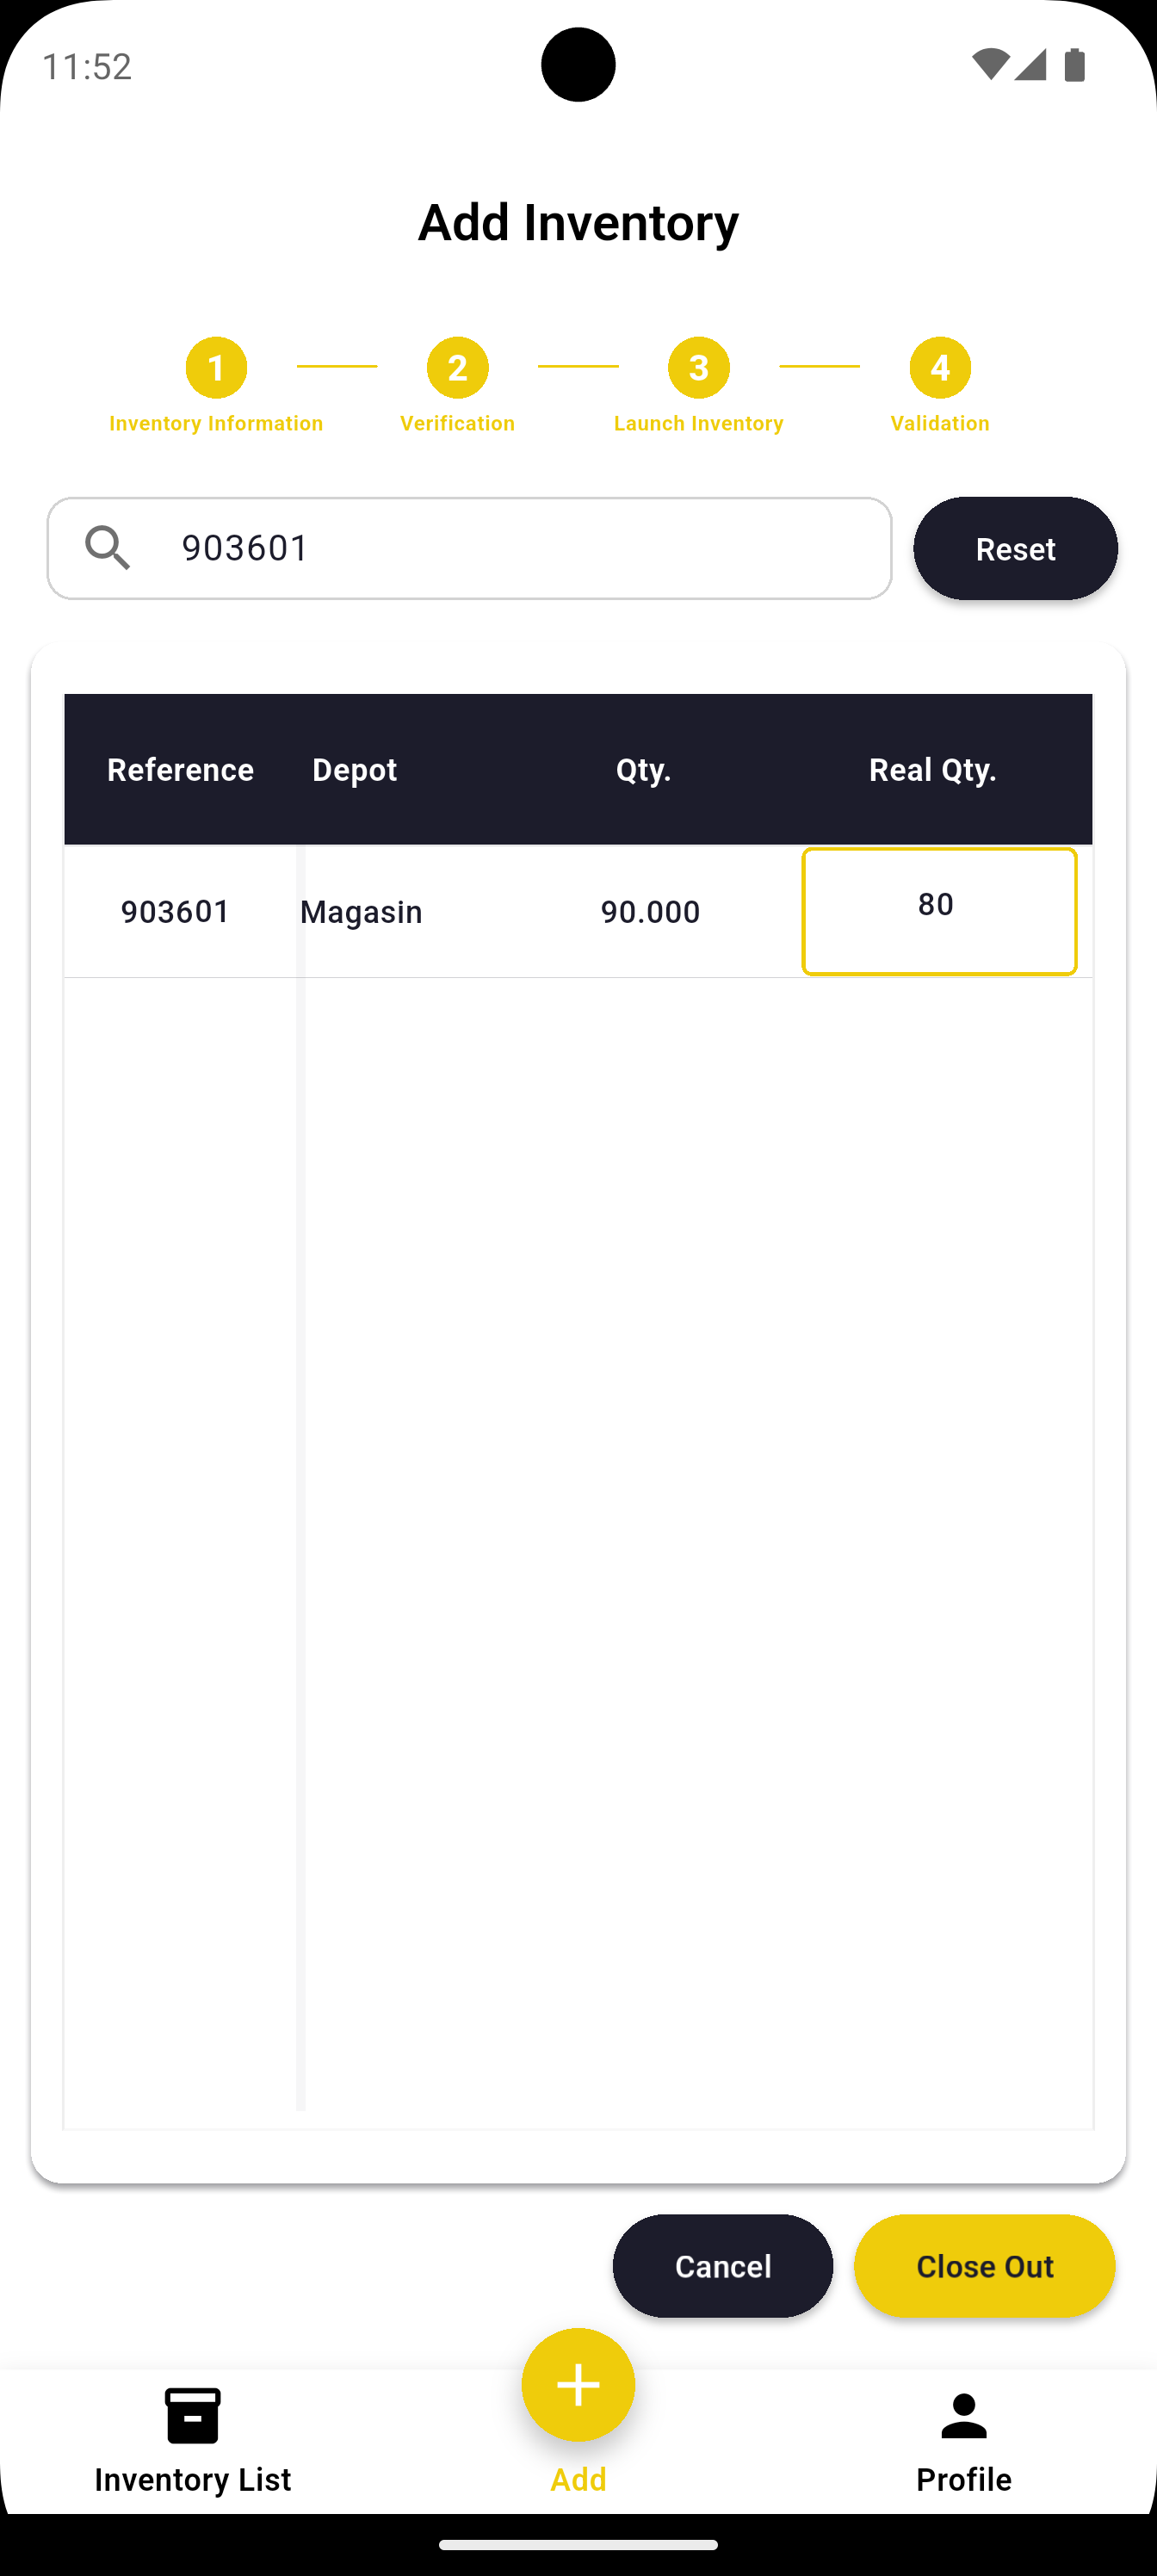 11:52
Add Inventory
1 2 3 4
Inventory Information Verification Launch Inventory Validation
903601 Reset
Reference Depot Qty. Real Qty.
903601 Magasin 90.000 80
Cancel Close Out
Inventory List Add Profile